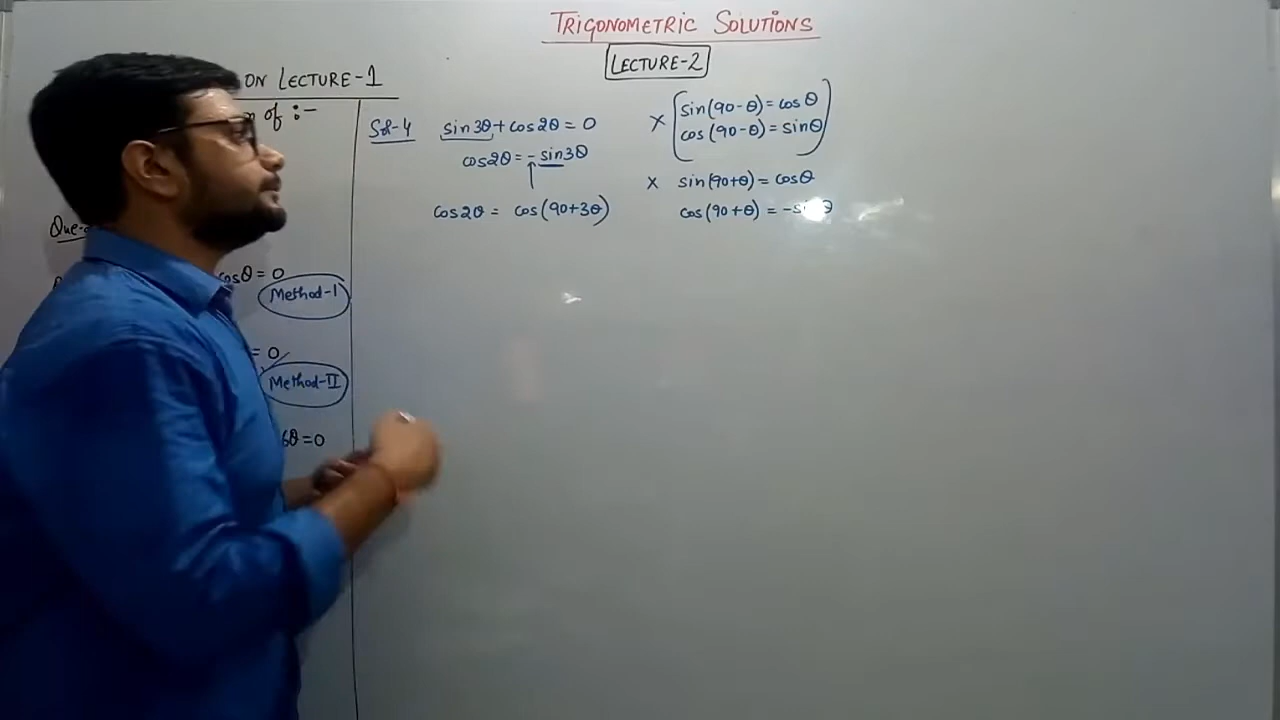 TRIGONOMETRIC SOLUTIONS
LECTURE-2
ON LECTURE-1
of :-
cosθ = 0
Method-I
= 0
Method-II
6θ = 0
Sol-4
sin3θ + cos2θ = 0
cos2θ = - sin3θ
cos2θ = cos(90+3θ)
× sin(90-θ) = cosθ
cos(90-θ) = sinθ
× sin(90+θ) = cosθ
cos(90+θ) =